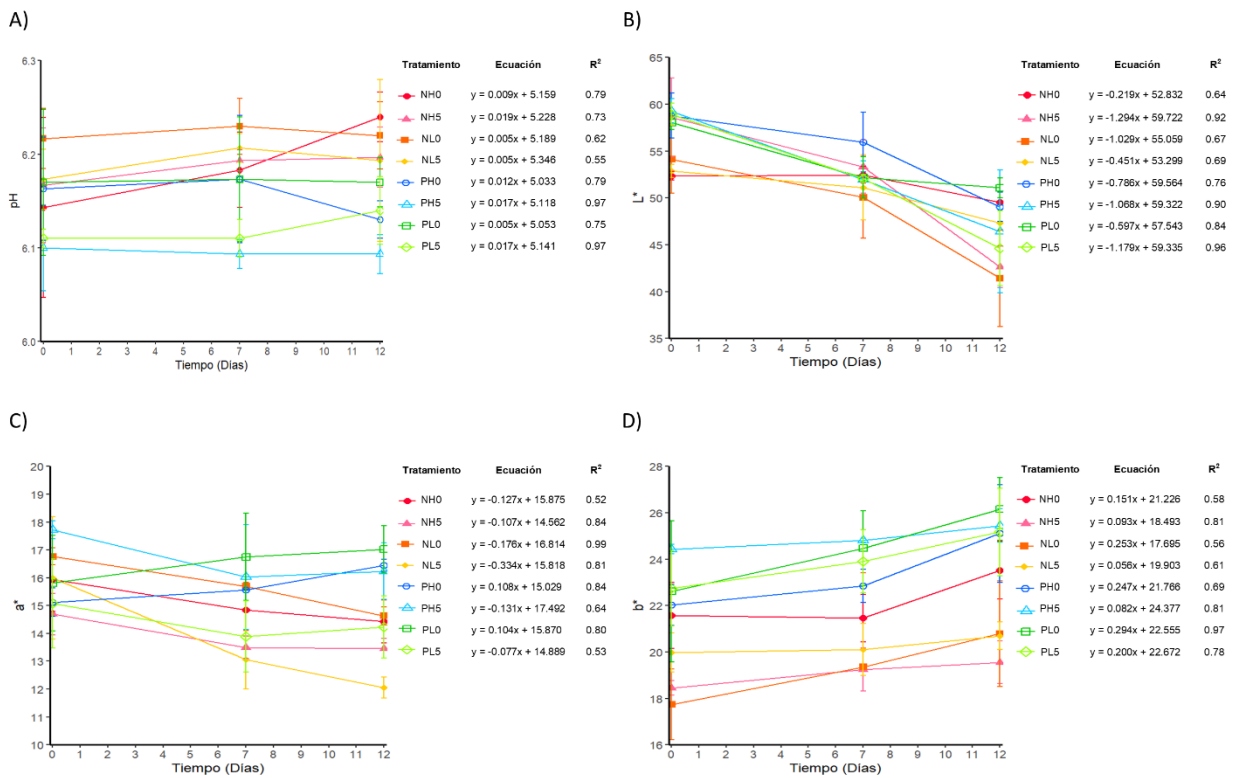 A)
6.3
6.2
6.1
6.0
pH
0 1 2 3 4 5 6 7 8 9 10 11 12
Tiempo (Días)
Tratamiento Ecuación R²
NH0 y = 0.009x + 5.159 0.79
NH5 y = 0.019x + 5.228 0.73
NL0 y = 0.005x + 5.189 0.62
NL5 y = 0.005x + 5.346 0.55
PH0 y = 0.012x + 5.033 0.79
PH5 y = 0.017x + 5.118 0.97
PL0 y = 0.005x + 5.053 0.75
PL5 y = 0.017x + 5.141 0.97
B)
65
60
55
50
45
40
35
L*
0 1 2 3 4 5 6 7 8 9 10 11 12
Tiempo (Días)
Tratamiento Ecuación R²
NH0 y = -0.219x + 52.832 0.64
NH5 y = -1.294x + 59.722 0.92
NL0 y = -1.029x + 55.059 0.67
NL5 y = -0.451x + 53.299 0.69
PH0 y = -0.786x + 59.564 0.76
PH5 y = -1.068x + 59.322 0.90
PL0 y = -0.597x + 57.543 0.84
PL5 y = -1.179x + 59.335 0.96
C)
20
19
18
17
16
15
14
13
12
11
10
a*
0 1 2 3 4 5 6 7 8 9 10 11 12
Tiempo (Días)
Tratamiento Ecuación R²
NH0 y = -0.127x + 15.875 0.52
NH5 y = -0.107x + 14.562 0.84
NL0 y = -0.176x + 16.814 0.99
NL5 y = -0.334x + 15.818 0.81
PH0 y = 0.108x + 15.029 0.84
PH5 y = -0.131x + 17.492 0.64
PL0 y = 0.104x + 15.870 0.80
PL5 y = -0.077x + 14.889 0.53
D)
28
26
24
22
20
18
16
b*
0 1 2 3 4 5 6 7 8 9 10 11 12
Tiempo (Días)
Tratamiento Ecuación R²
NH0 y = 0.151x + 21.226 0.58
NH5 y = 0.093x + 18.493 0.81
NL0 y = 0.253x + 17.695 0.56
NL5 y = 0.056x + 19.903 0.61
PH0 y = 0.247x + 21.766 0.69
PH5 y = 0.082x + 24.377 0.81
PL0 y = 0.294x + 22.555 0.97
PL5 y = 0.200x + 22.672 0.78